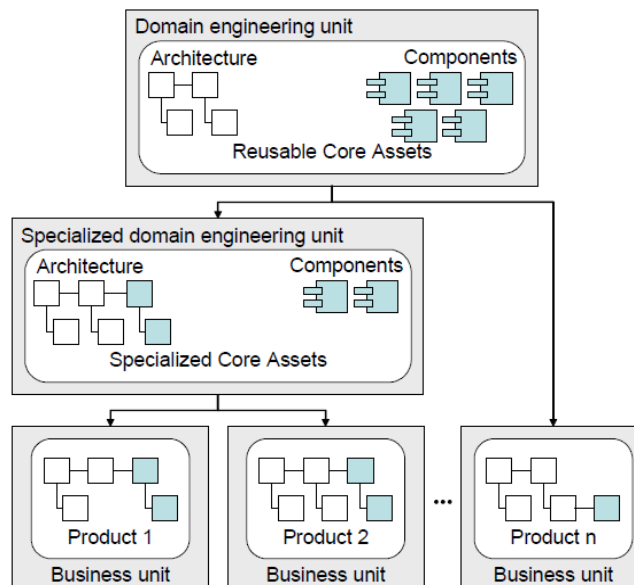 Domain engineering unit
Architecture
Components
Reusable Core Assets
Specialized domain engineering unit
Architecture
Components
Specialized Core Assets
Product 1
Product 2
...
Product n
Business unit
Business unit
Business unit